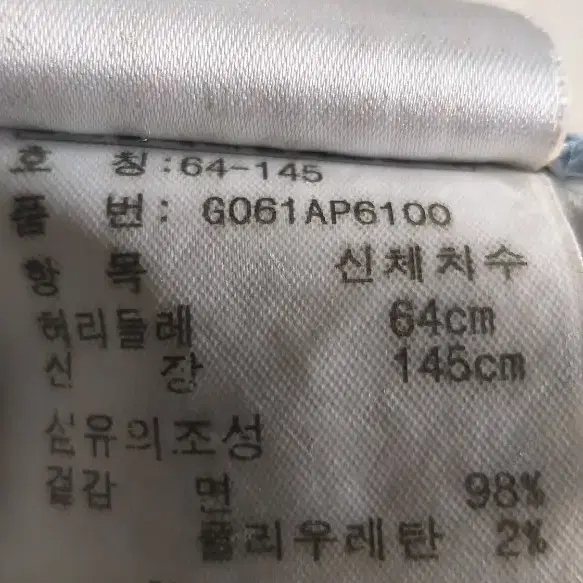 호 칭:64-145
품 번: G061AP6100
항 목 신체치수
허리둘레 64cm
신 장 145cm
섬유의조성
겉감 면 98%
폴리우레탄 2%